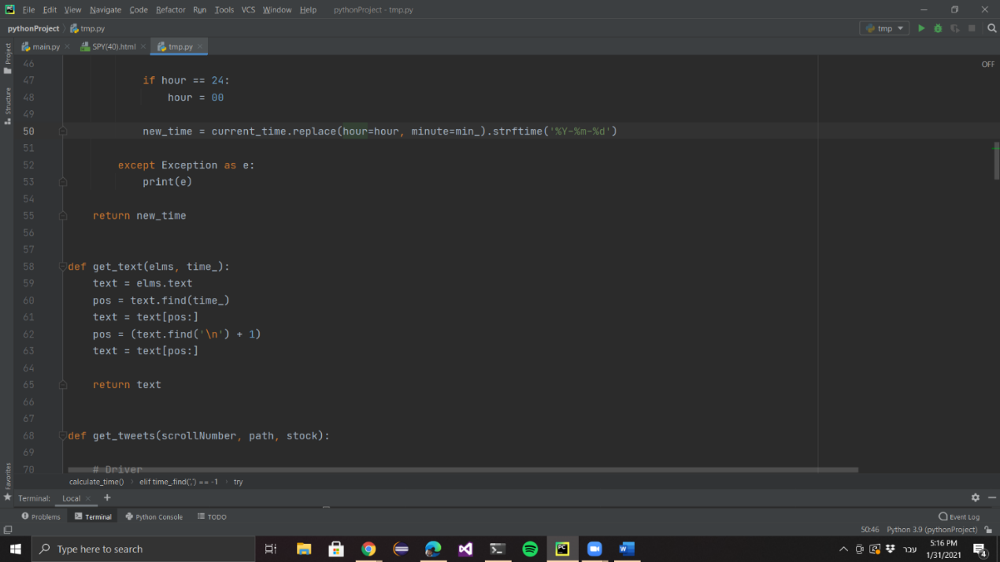 File Edit View Navigate Code Refactor Run Tools VCS Window Help pythonProject - tmp.py
pythonProject tmp.py tmp
main.py SPY(40).html tmp.py
Project
Structure
Favorites
OFF
46
47 if hour == 24:
48 hour = 00
49
50 new_time = current_time.replace(hour=hour, minute=min_).strftime('%Y-%m-%d')
51
52 except Exception as e:
53 print(e)
54
55 return new_time
56
57
58 def get_text(elms, time_):
59 text = elms.text
60 pos = text.find(time_)
61 text = text[pos:]
62 pos = (text.find('\n') + 1)
63 text = text[pos:]
64
65 return text
66
67
68 def get_tweets(scrollNumber, path, stock):
69
70 # Driver
calculate_time() elif time_.find(',') == -1 try
Terminal: Local +
Problems Terminal Python Console TODO Event Log
50:46 Python 3.9 (pythonProject)
Type here to search עבר 5:16 PM
1/31/2021 4